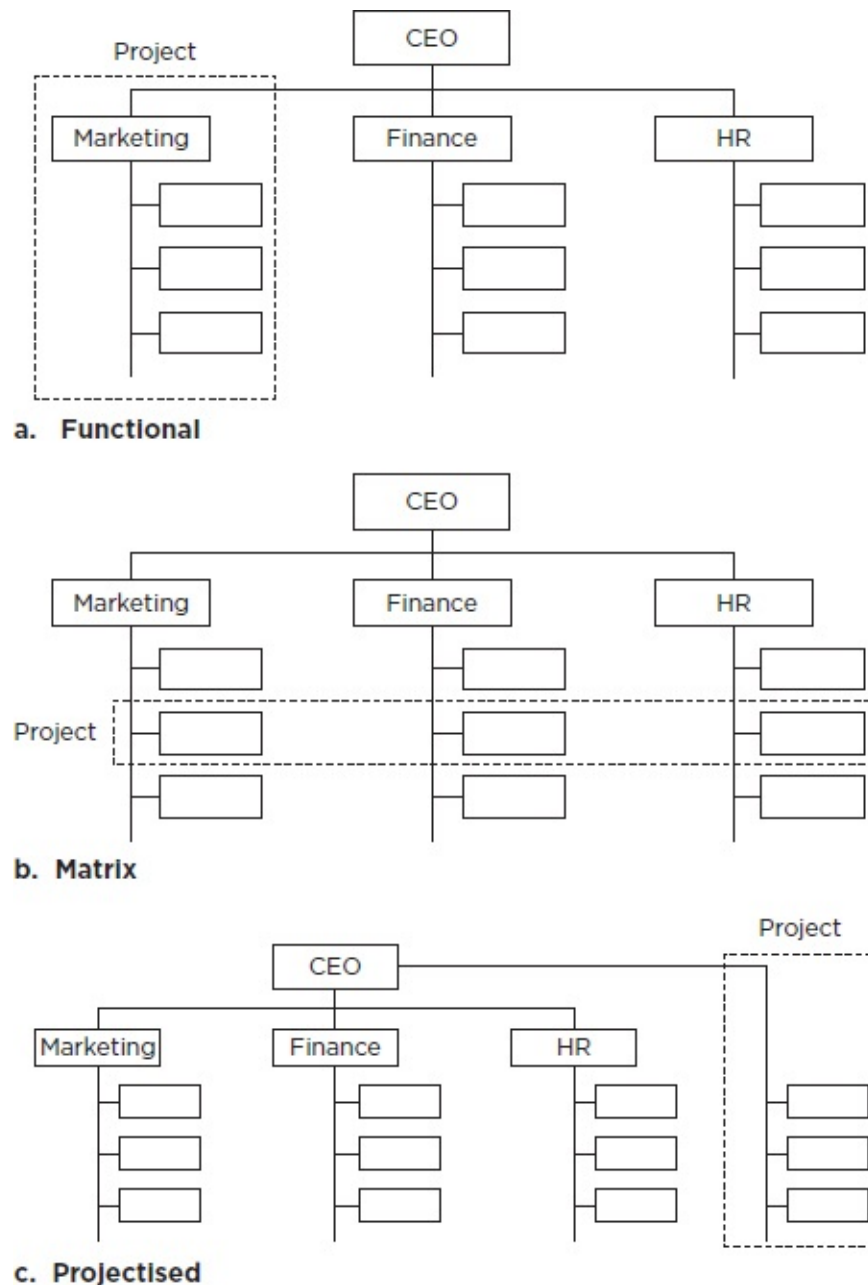 Project
CEO
Marketing
Finance
HR
a. Functional
CEO
Marketing
Finance
HR
Project
b. Matrix
Project
CEO
Marketing
Finance
HR
c. Projectised